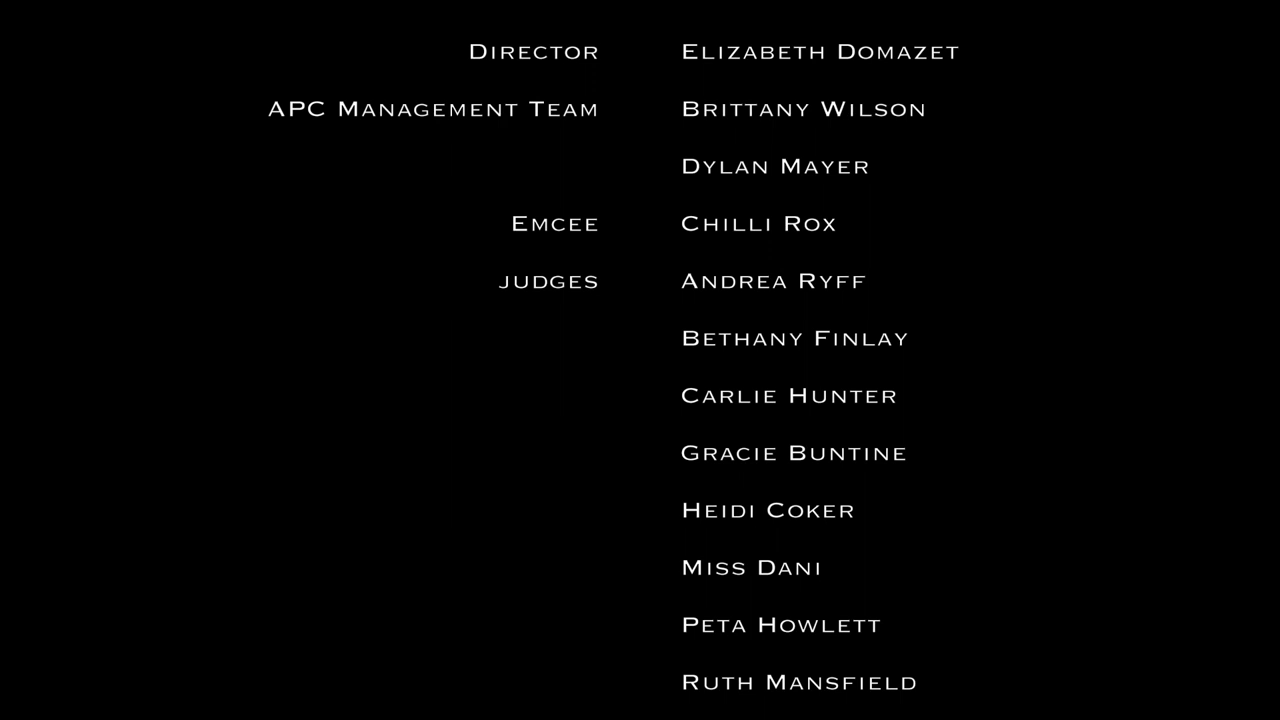 Director Elizabeth Domazet
APC Management Team Brittany Wilson
Dylan Mayer
Emcee Chilli Rox
judges Andrea Ryff
Bethany Finlay
Carlie Hunter
Gracie Buntine
Heidi Coker
Miss Dani
Peta Howlett
Ruth Mansfield